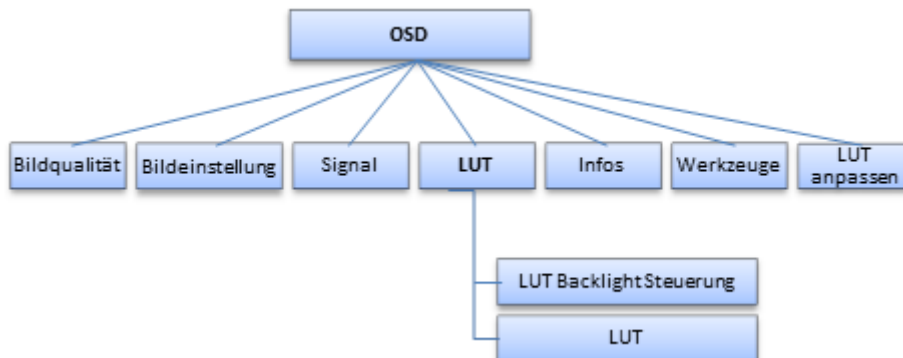 OSD
Bildqualität
Bildeinstellung
Signal
LUT
Infos
Werkzeuge
LUT
anpassen
LUT Backlight Steuerung
LUT